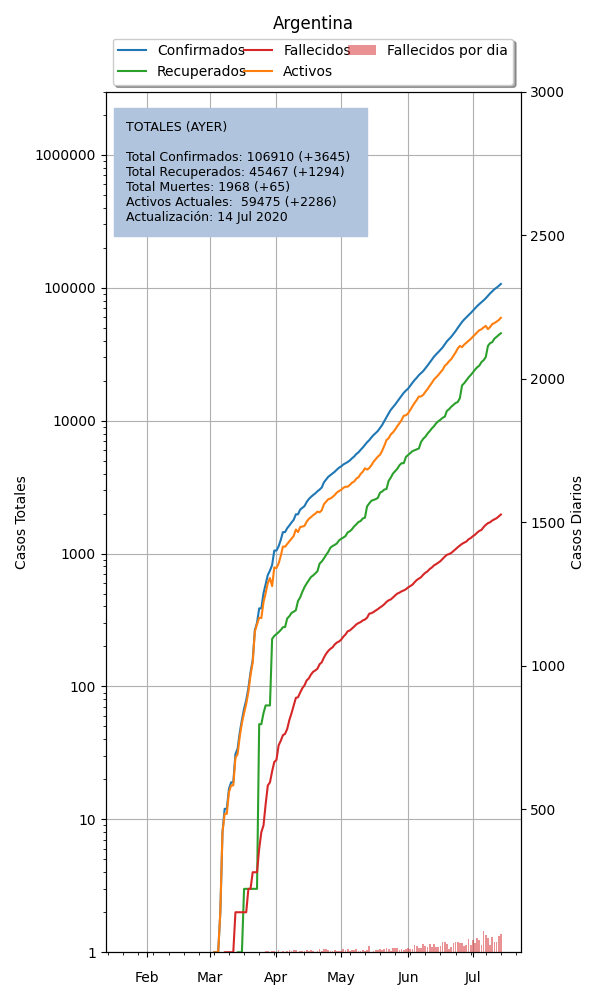 Argentina
Confirmados
Fallecidos
Fallecidos por dia
Recuperados
Activos
TOTALES (AYER)
Total Confirmados: 106910 (+3645)
Total Recuperados: 45467 (+1294)
Total Muertes: 1968 (+65)
Activos Actuales:  59475 (+2286)
Actualización: 14 Jul 2020
1000000
100000
10000
1000
100
10
1
Casos Totales
3000
2500
2000
1500
1000
500
Casos Diarios
Feb Mar Apr May Jun Jul